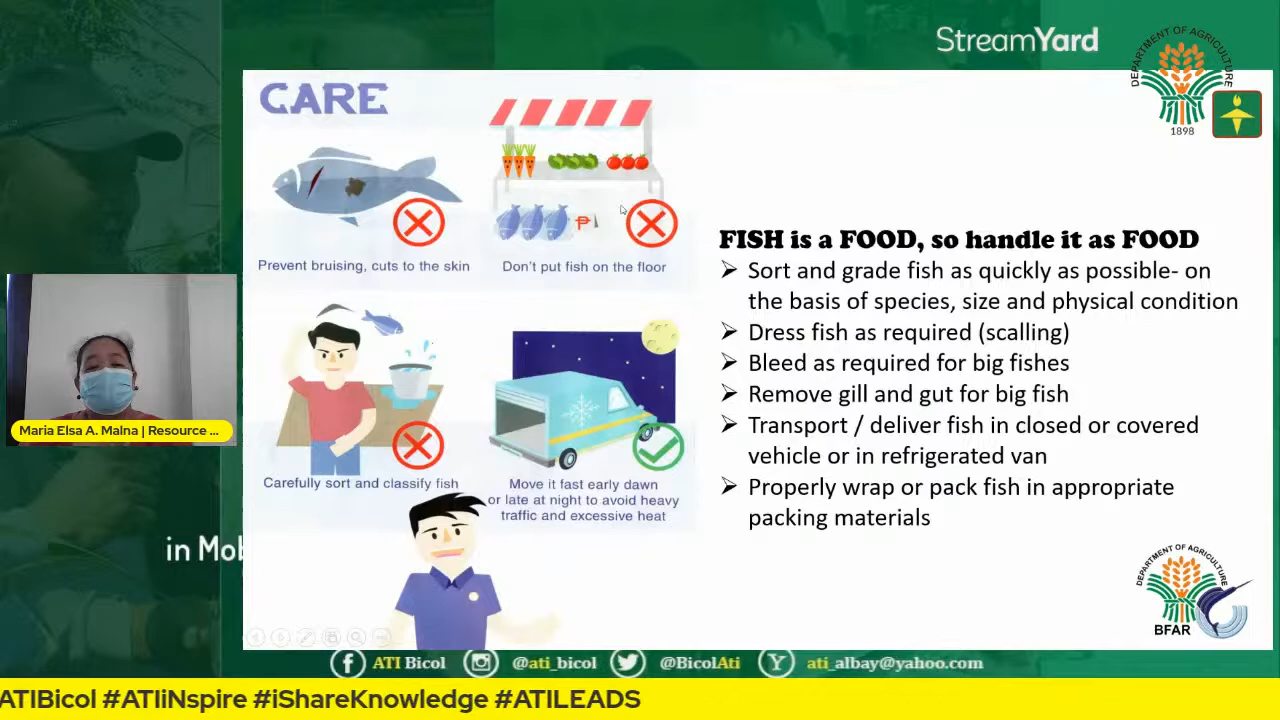 StreamYard
DEPARTMENT OF AGRICULTURE
1898
CARE
Prevent bruising, cuts to the skin
₱
Don't put fish on the floor
Carefully sort and classify fish
Move it fast early dawn
or late at night to avoid heavy
traffic and excessive heat
FISH is a FOOD, so handle it as FOOD
➢ Sort and grade fish as quickly as possible- on
the basis of species, size and physical condition
➢ Dress fish as required (scalling)
➢ Bleed as required for big fishes
➢ Remove gill and gut for big fish
➢ Transport / deliver fish in closed or covered
vehicle or in refrigerated van
➢ Properly wrap or pack fish in appropriate
packing materials
Maria Elsa A. Malna | Resource ...
in Mob
DEPARTMENT OF AGRICULTURE
BFAR
ATI Bicol
@ati_bicol
@BicolAti
ati_albay@yahoo.com
ATIBicol #ATIiNspire #iShareKnowledge #ATILEADS